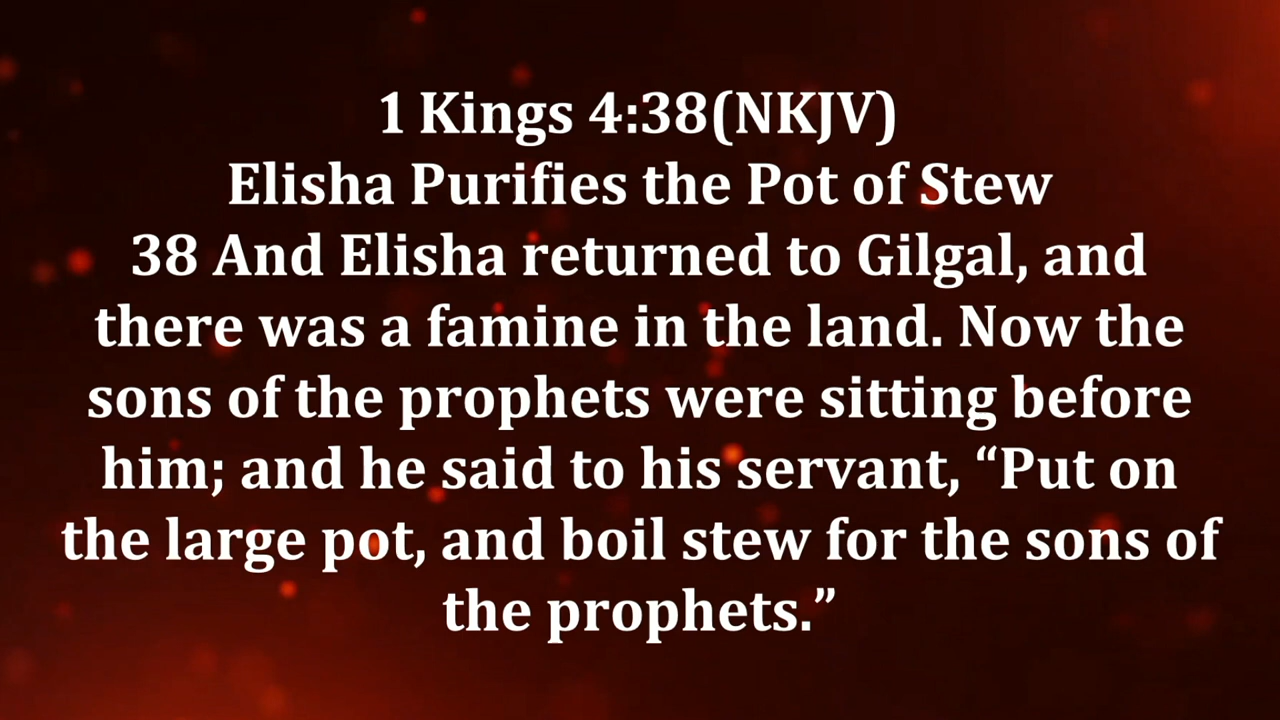 1 Kings 4:38(NKJV)
Elisha Purifies the Pot of Stew
38 And Elisha returned to Gilgal, and
there was a famine in the land. Now the
sons of the prophets were sitting before
him; and he said to his servant, “Put on
the large pot, and boil stew for the sons of
the prophets.”